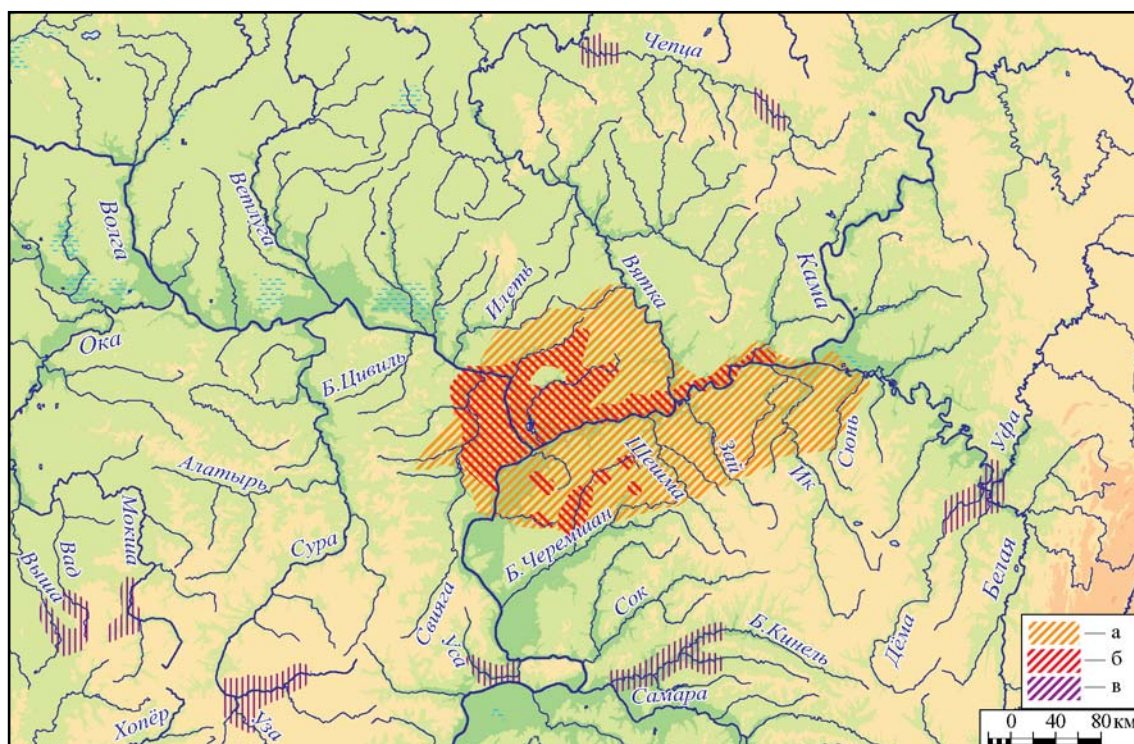 Чепца
Ветлуга
Волга
Вятка
Кама
Илеть
Ока
Б.Цивиль
Уфа
Шешма
Зай
Сюнь
Ик
Алатырь
Мокша
Вад
Выша
Сура
Б.Черемшан
Белая
Свияга
Сок
Дёма
Уса
Б.Кинель
Самара
Хопёр
Уза
— а
— б
— в
0 40 80 км